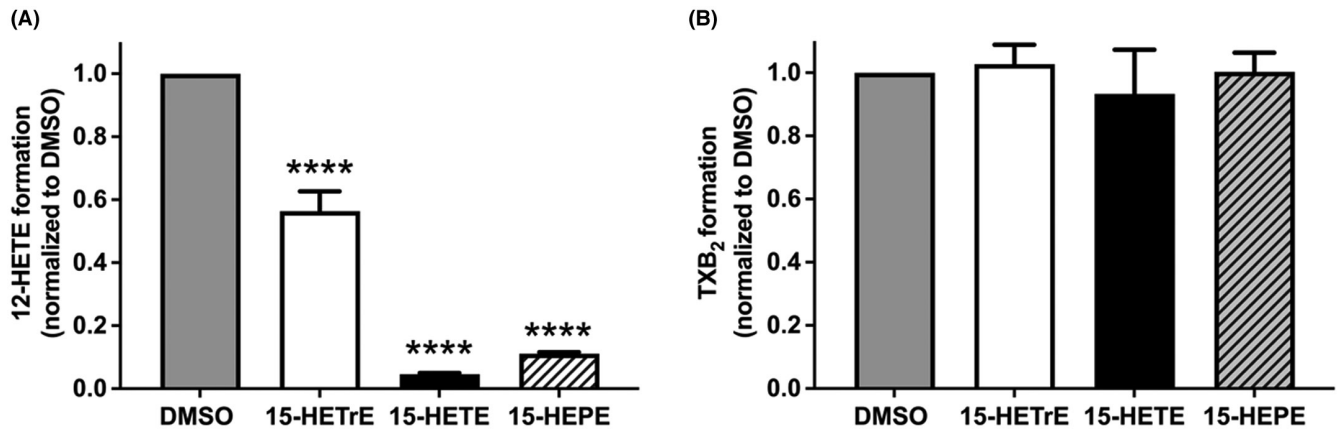 (A)
12-HETE formation
(normalized to DMSO)
1.0
0.8
0.6
0.4
0.2
0.0
****
****
****
DMSO 15-HETrE 15-HETE 15-HEPE
(B)
TXB₂ formation
(normalized to DMSO)
1.0
0.8
0.6
0.4
0.2
0.0
DMSO 15-HETrE 15-HETE 15-HEPE